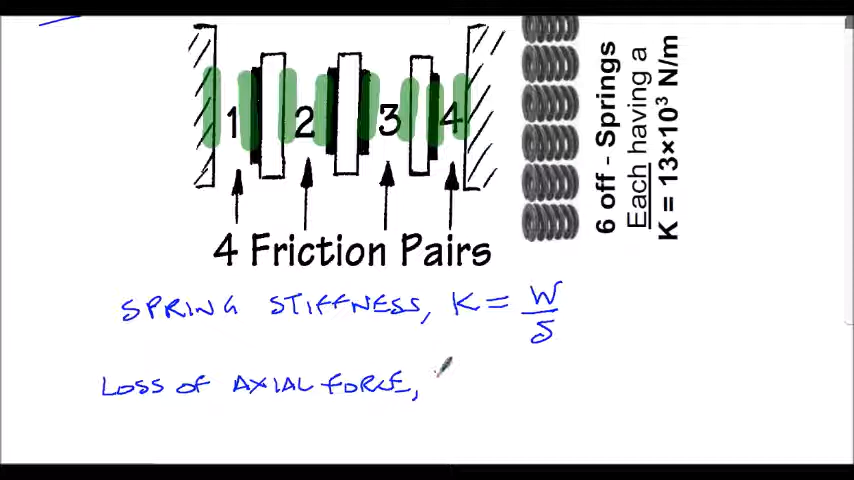 1 2 3 4
4 Friction Pairs
6 off - Springs
Each having a
K = 13×10³ N/m
SPRING STIFFNESS, K = W/δ
LOSS OF AXIAL FORCE,